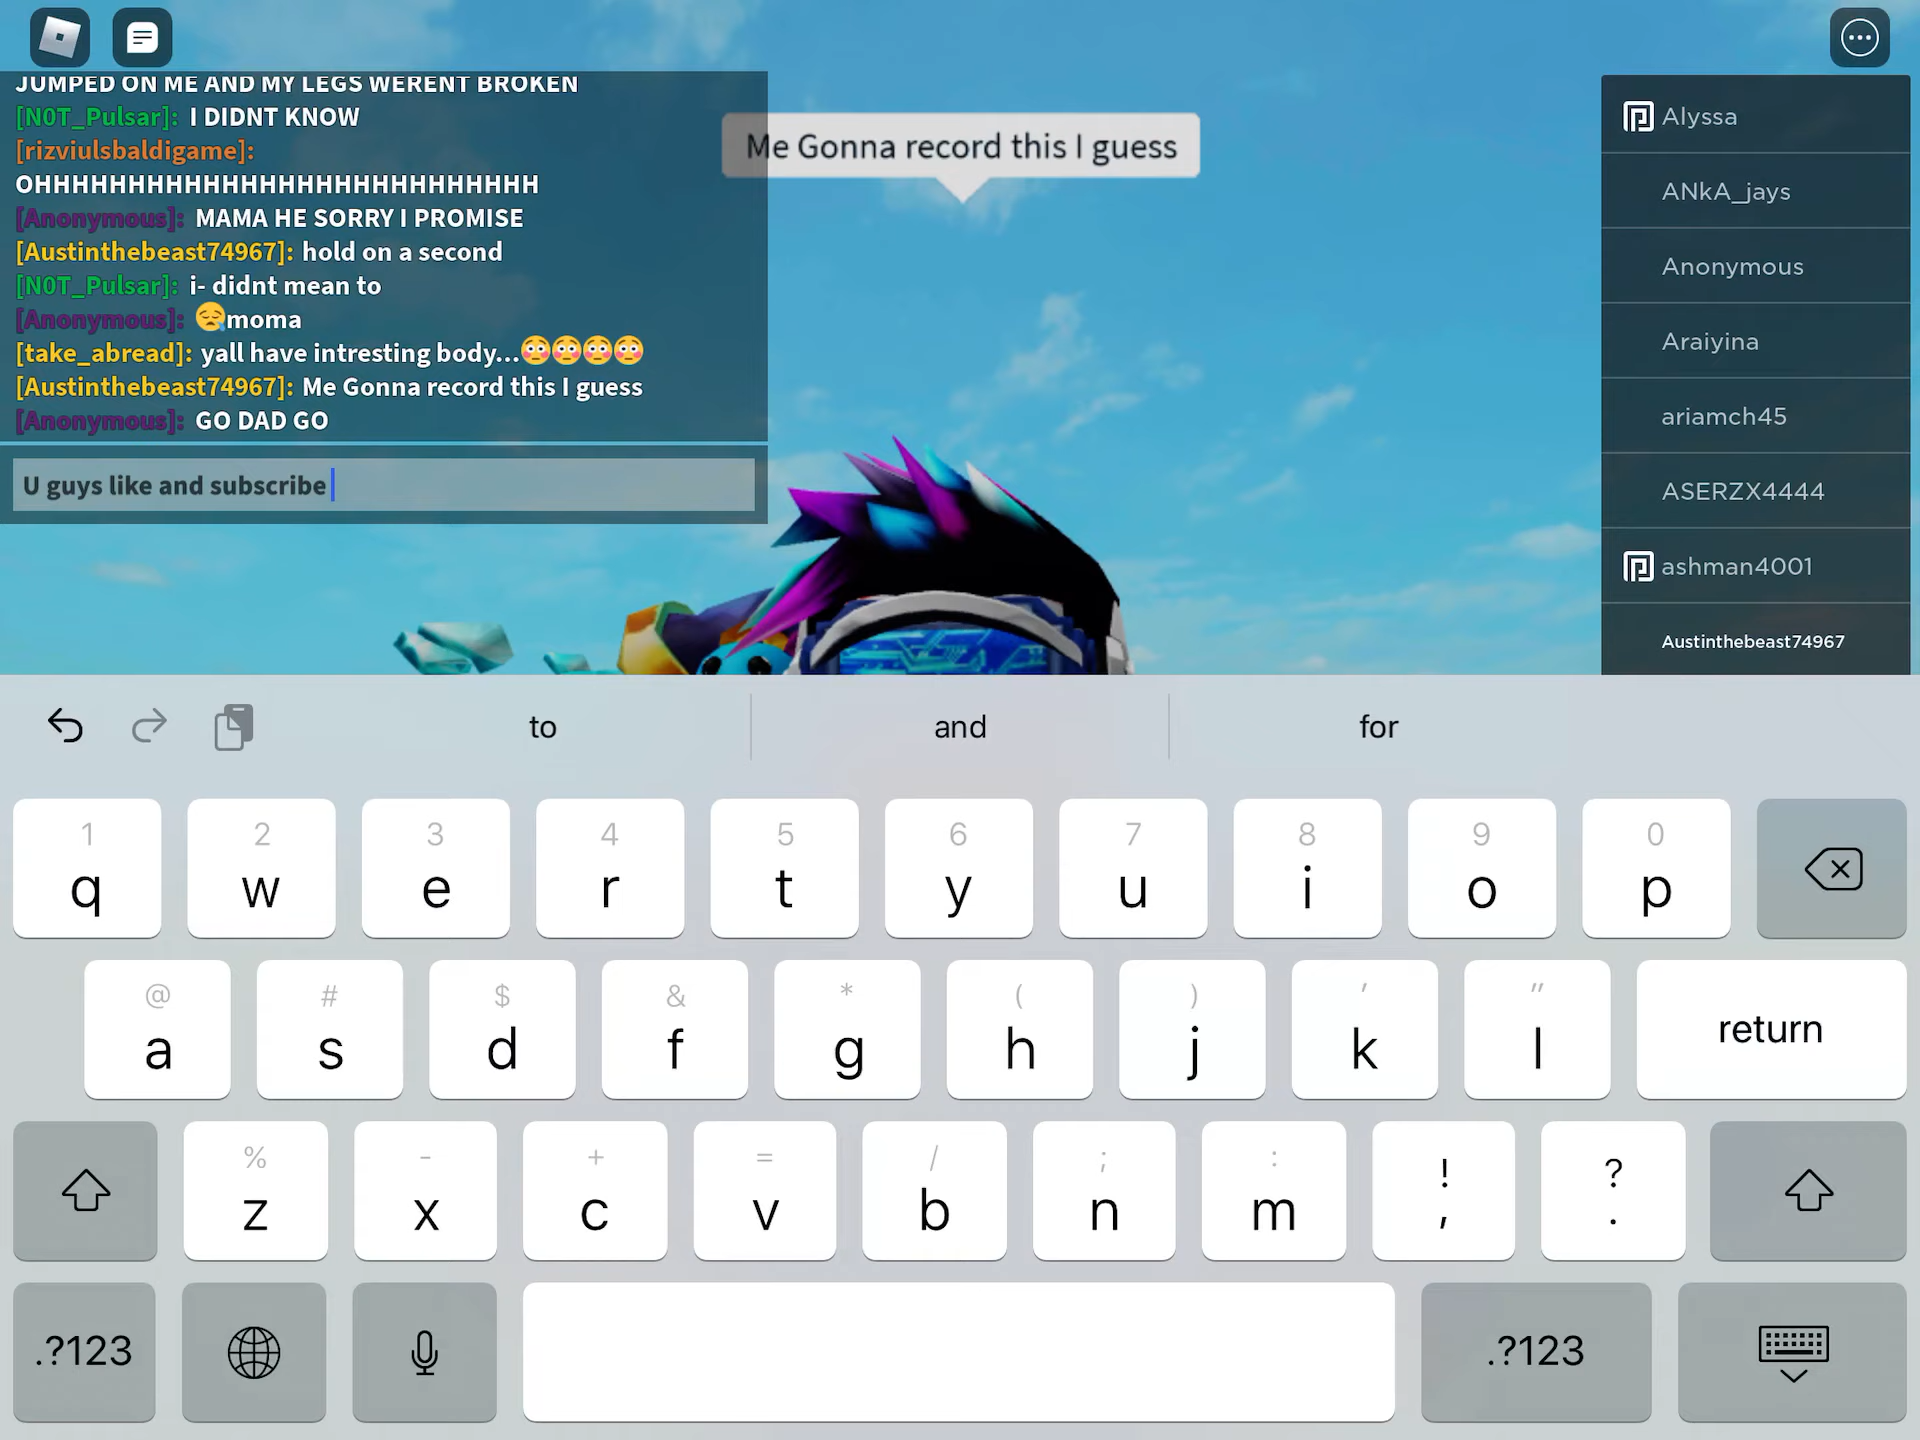 JUMPED ON ME AND MY LEGS WERENT BROKEN
[N0T_Pulsar]: I DIDNT KNOW
[rizviulsbaldigame]:
OHHHHHHHHHHHHHHHHHHHHHHHHHHH
[Anonymous]: MAMA HE SORRY I PROMISE
[Austinthebeast74967]: hold on a second
[N0T_Pulsar]: i- didnt mean to
[Anonymous]: 😪moma
[take_abread]: yall have intresting body...😳😳😳😳
[Austinthebeast74967]: Me Gonna record this I guess
[Anonymous]: GO DAD GO
U guys like and subscribe
Me Gonna record this I guess
Alyssa
ANkA_jays
Anonymous
Araiyina
ariamch45
ASERZX4444
ashman4001
Austinthebeast74967
to and for
1 2 3 4 5 6 7 8 9 0
q w e r t y u i o p
@ # $ & * ( ) ' "
a s d f g h j k l return
% - + = / ; : ! ?
z x c v b n m , .
.?123 .?123